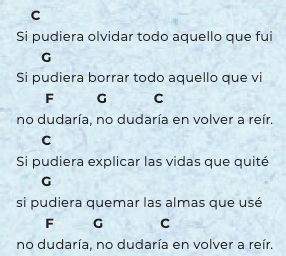 C
Si pudiera olvidar todo aquello que fui
G
Si pudiera borrar todo aquello que vi
F G C
no dudaría, no dudaría en volver a reír.
C
Si pudiera explicar las vidas que quité
G
si pudiera quemar las almas que usé
F G C
no dudaría, no dudaría en volver a reír.